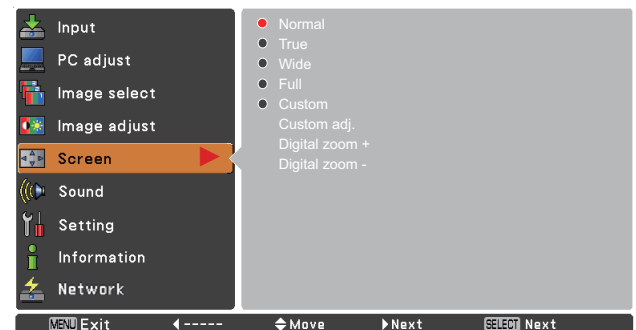 Input
PC adjust
Image select
Image adjust
Screen
Sound
Setting
Information
Network
Normal
True
Wide
Full
Custom
Custom adj.
Digital zoom +
Digital zoom -
MENU Exit ----- Move Next SELECT Next